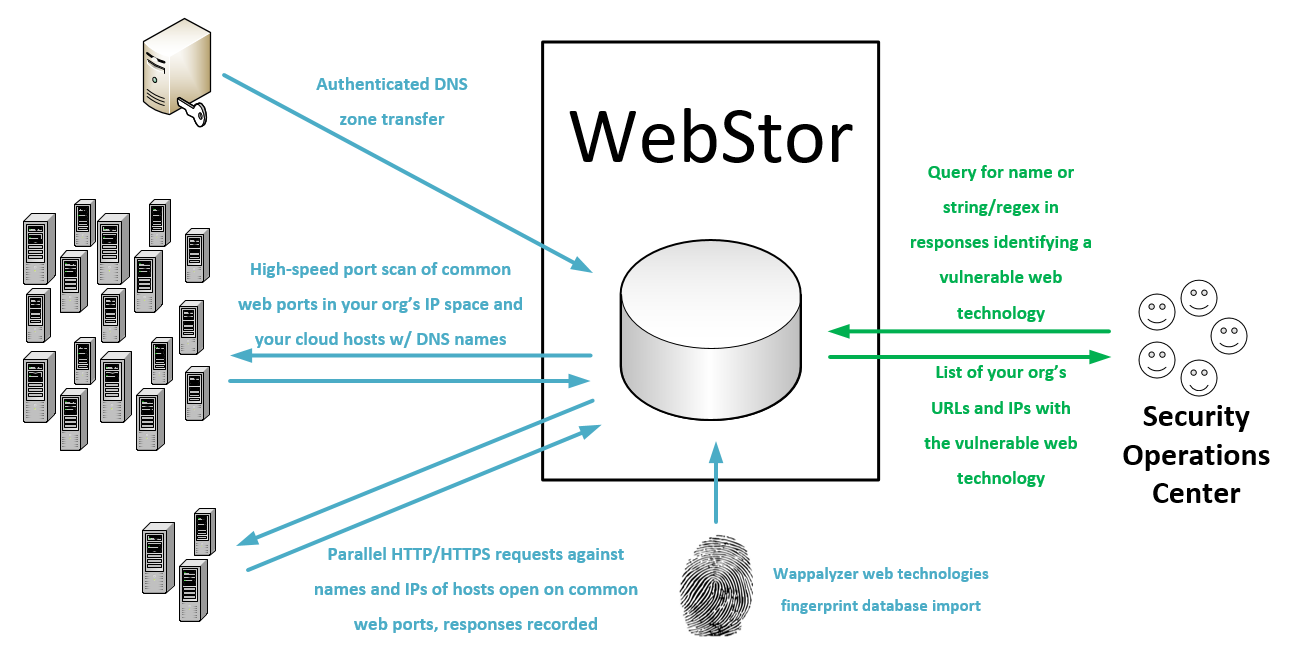 Authenticated DNS
zone transfer
WebStor
Query for name or
string/regex in
responses identifying a
vulnerable web
technology
High-speed port scan of common
web ports in your org’s IP space and
your cloud hosts w/ DNS names
List of your org’s
URLs and IPs with
the vulnerable web
technology
Security
Operations
Center
Parallel HTTP/HTTPS requests against
names and IPs of hosts open on common
web ports, responses recorded
Wappalyzer web technologies
fingerprint database import